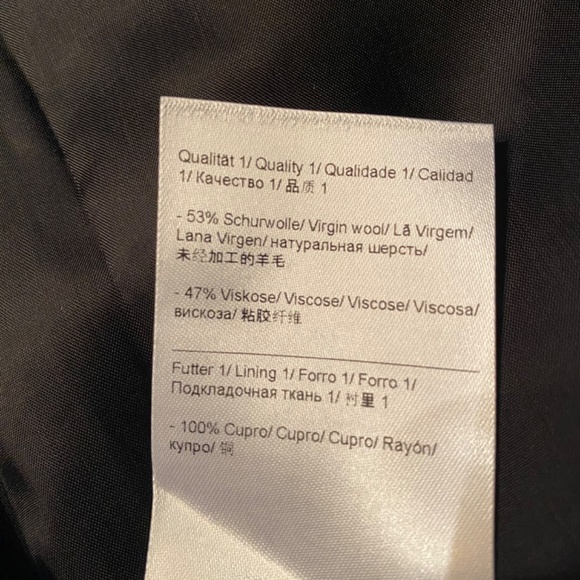 Qualität 1/ Quality 1/ Qualidade 1/ Calidad
1/ Качество 1/ 品质 1
- 53% Schurwolle/ Virgin wool/ Lã Virgem/
Lana Virgen/ натуральная шерсть/
未经加工的羊毛
- 47% Viskose/ Viscose/ Viscose/ Viscosa/
вискоза/ 粘胶纤维
Futter 1/ Lining 1/ Forro 1/ Forro 1/
Подкладочная ткань 1/ 衬里 1
- 100% Cupro/ Cupro/ Cupro/ Rayón/
купро/ 铜